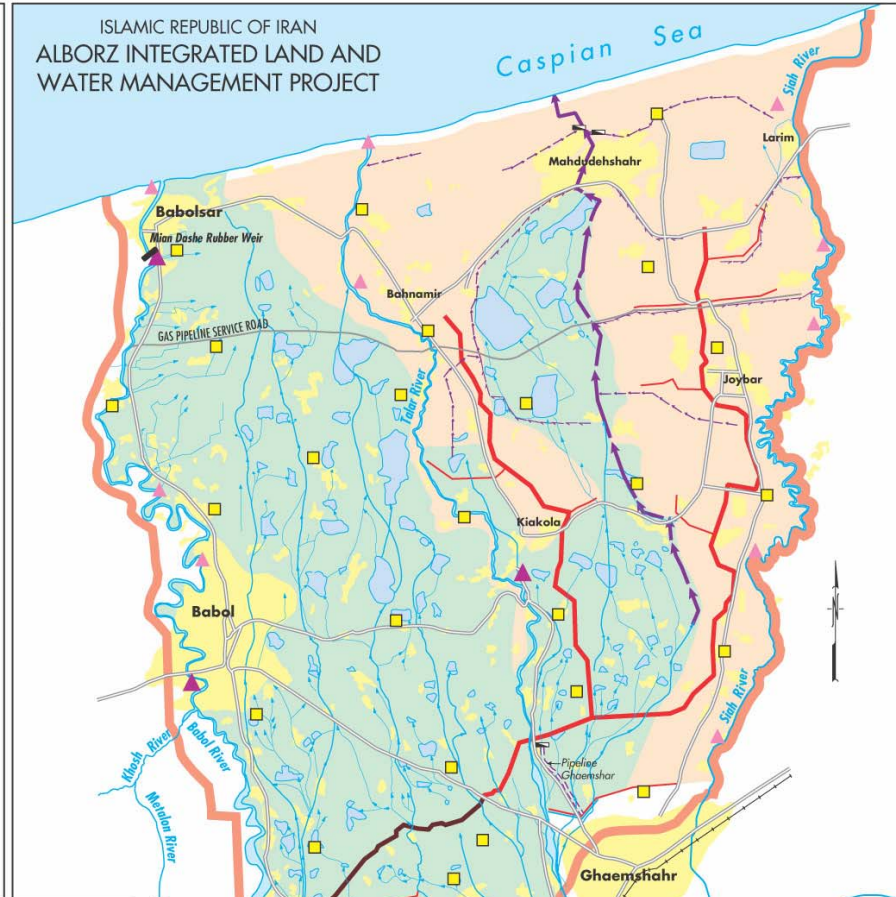 ISLAMIC REPUBLIC OF IRAN
ALBORZ INTEGRATED LAND AND
WATER MANAGEMENT PROJECT
Caspian Sea
Siah River
Larim
Mahdudehshahr
Babolsar
Mian Dashe Rubber Weir
Bahnamir
GAS PIPELINE SERVICE ROAD
Joybar
Talar River
Kiakola
N
Babol
Siah River
Khosh River
Babol River
Pipeline
Ghaemshar
Metalon River
Ghaemshahr